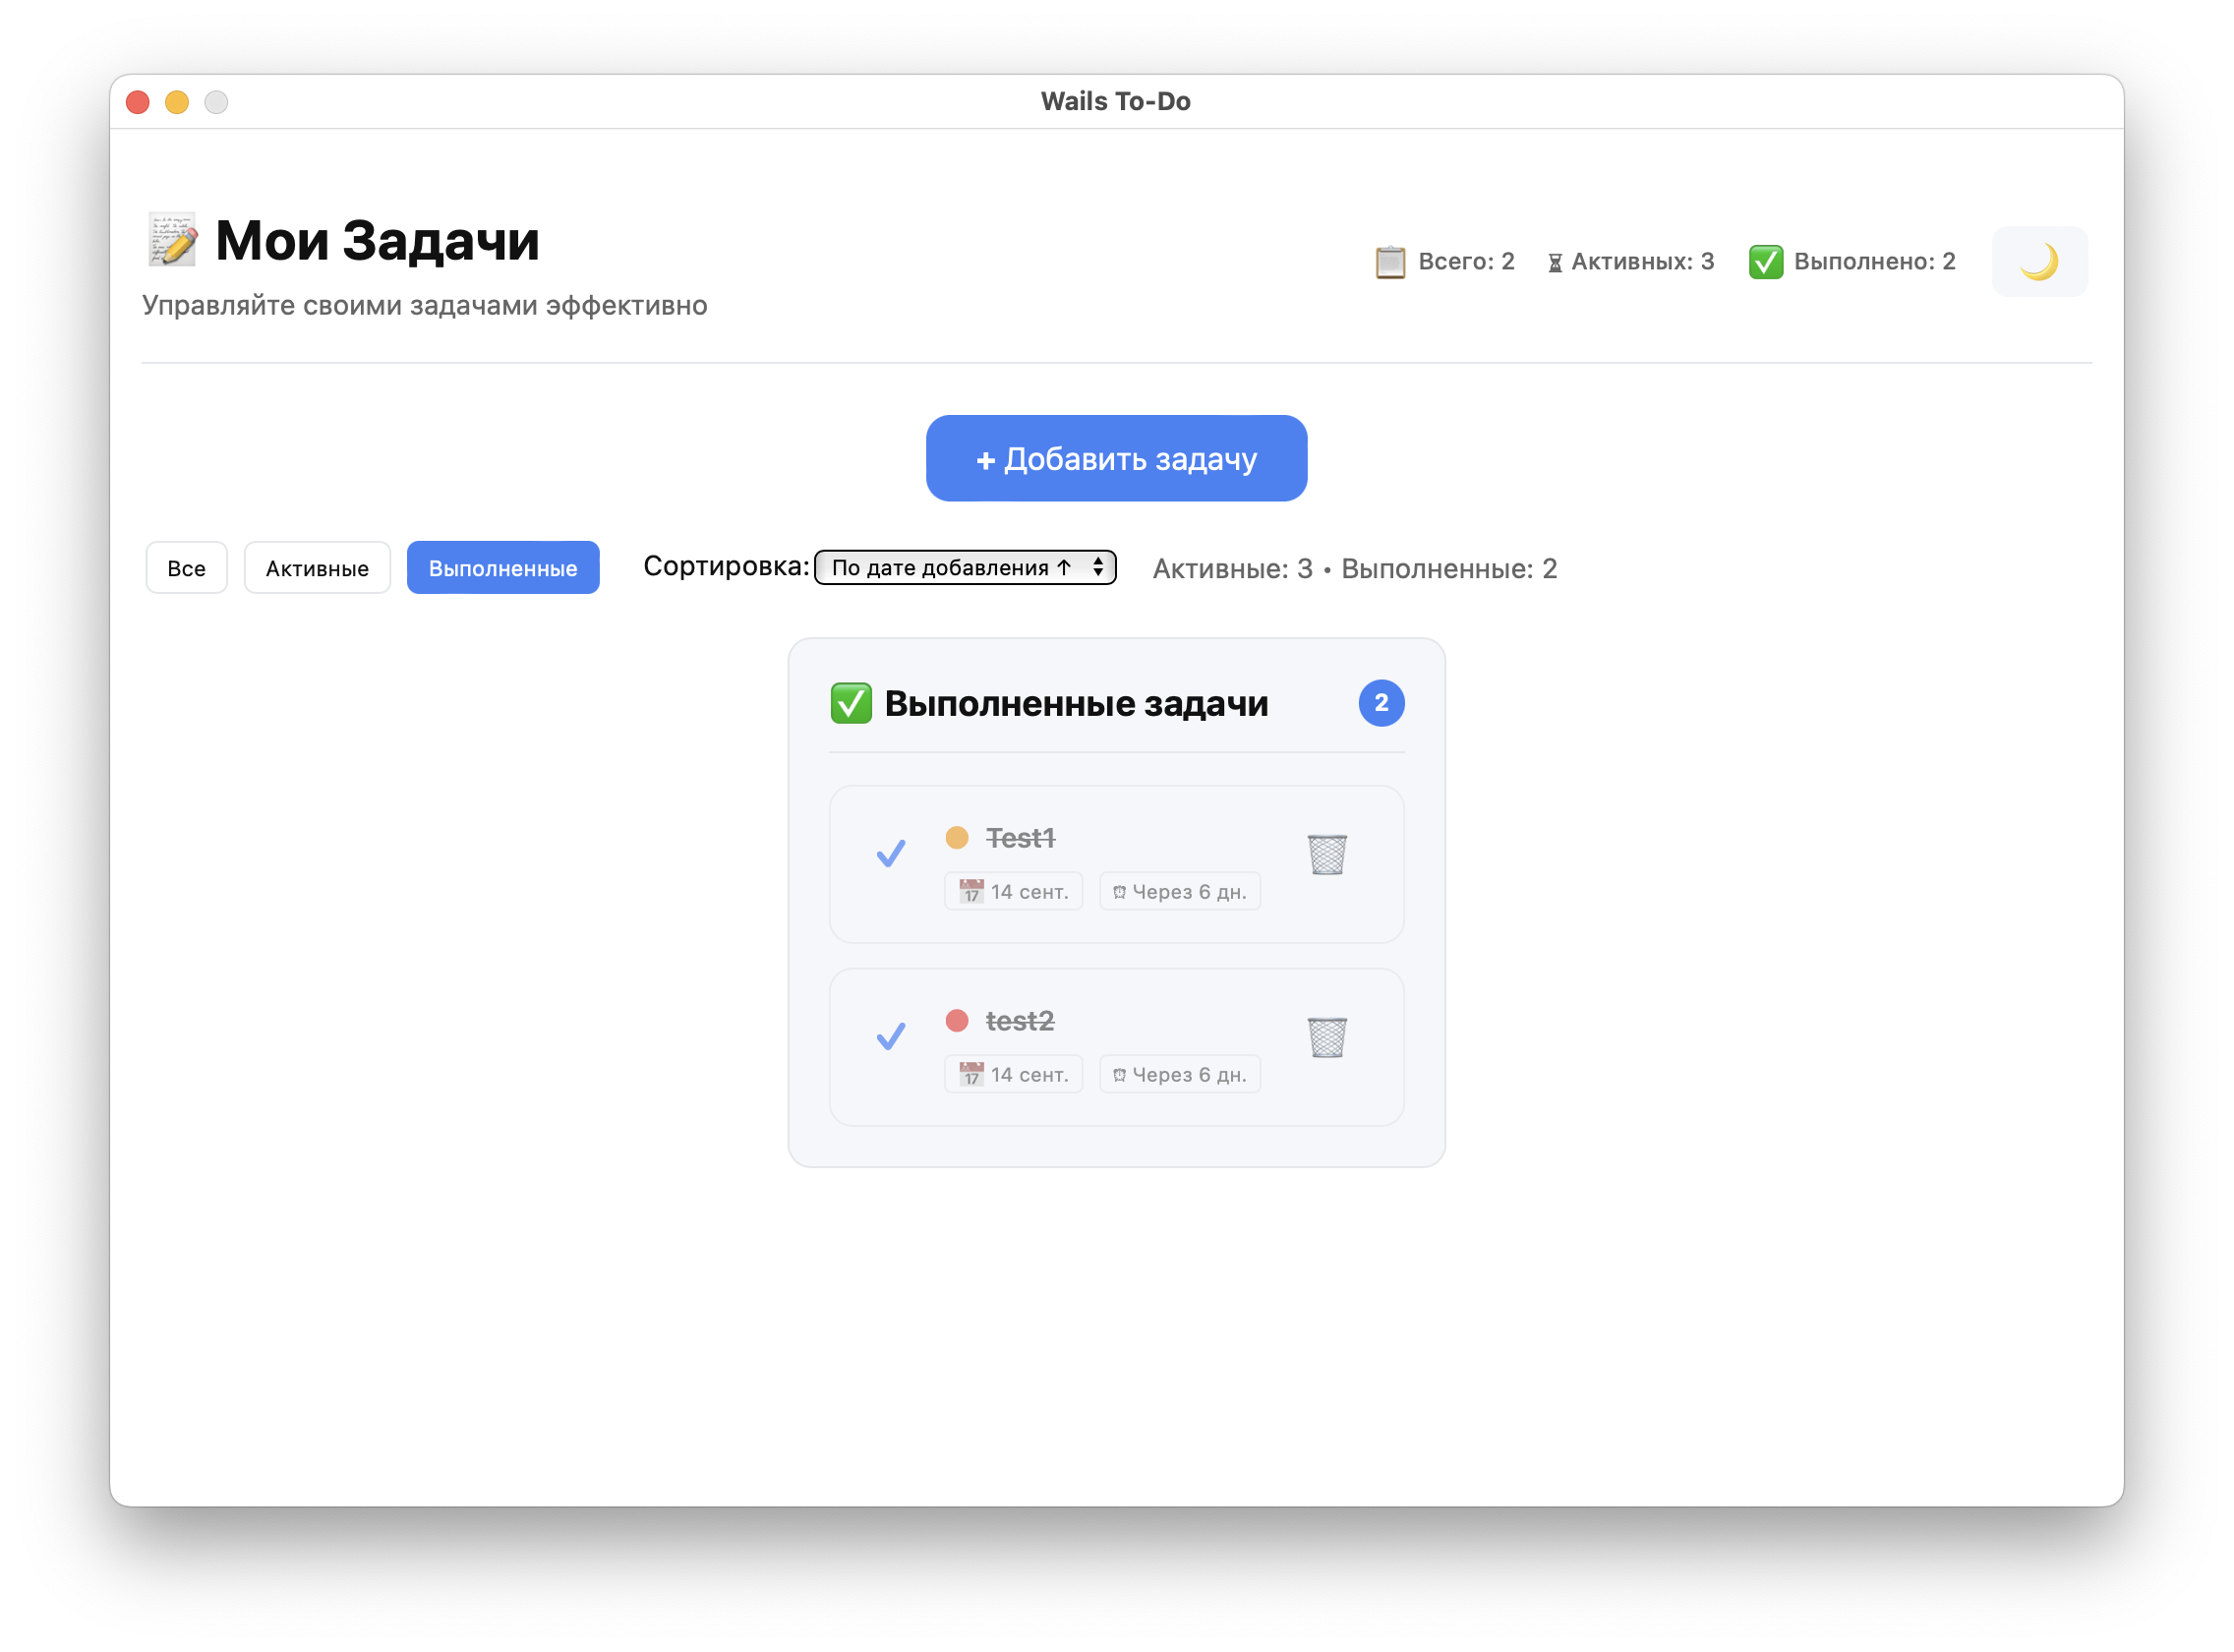 Wails To-Do
Мои Задачи
Управляйте своими задачами эффективно
Всего: 2 Активных: 3 Выполнено: 2
+ Добавить задачу
Все Активные Выполненные Сортировка: По дате добавления ↑ Активные: 3 • Выполненные: 2
Выполненные задачи 2
Test1
17 14 сент. Через 6 дн.
test2
17 14 сент. Через 6 дн.